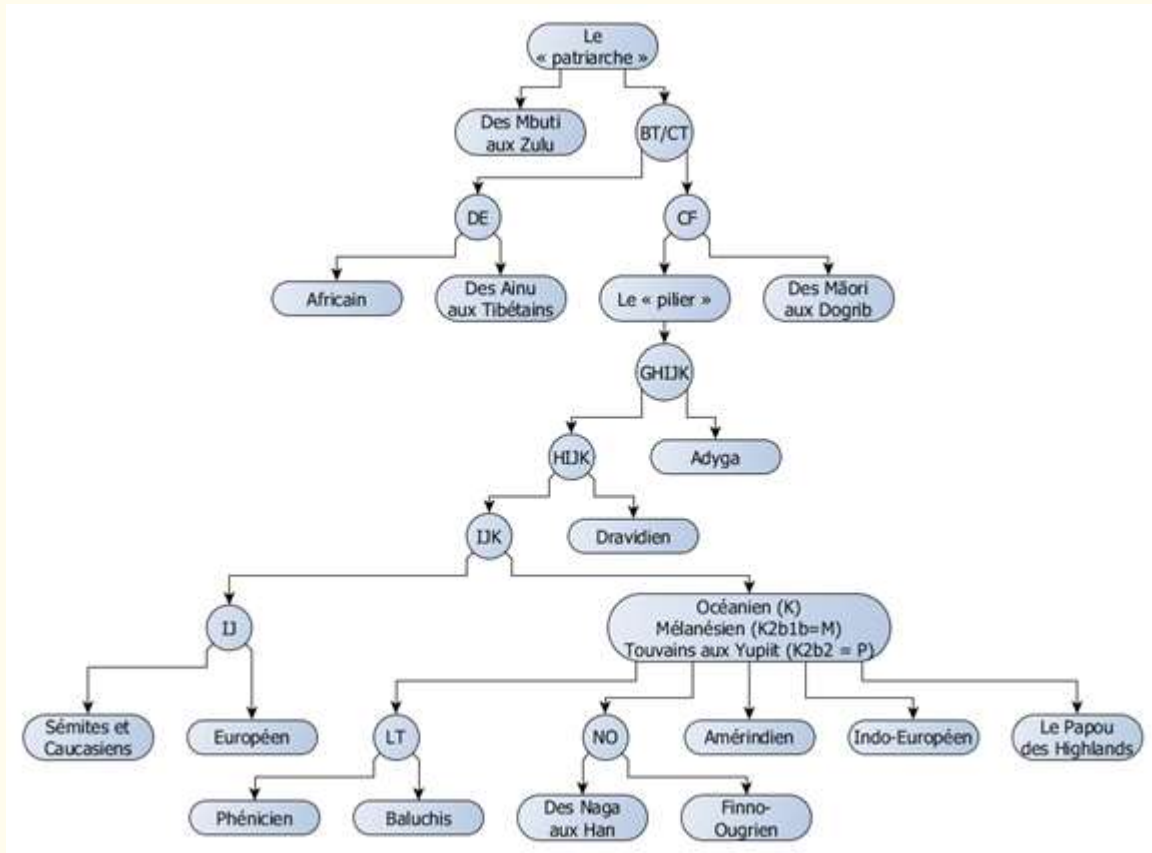 Le
« patriarche »
Des Mbuti
aux Zulu
BT/CT
DE
CF
Africain
Des Ainu
aux Tibétains
Le « pilier »
Des Māori
aux Dogrib
GHIJK
HIJK
Adyga
IJK
Dravidien
IJ
Océanien (K)
Mélanésien (K2b1b=M)
Touvains aux Yupiit (K2b2 = P)
Sémites et
Caucasiens
Européen
LT
NO
Amérindien
Indo-Européen
Le Papou
des Highlands
Phénicien
Baluchis
Des Naga
aux Han
Finno-
Ougrien